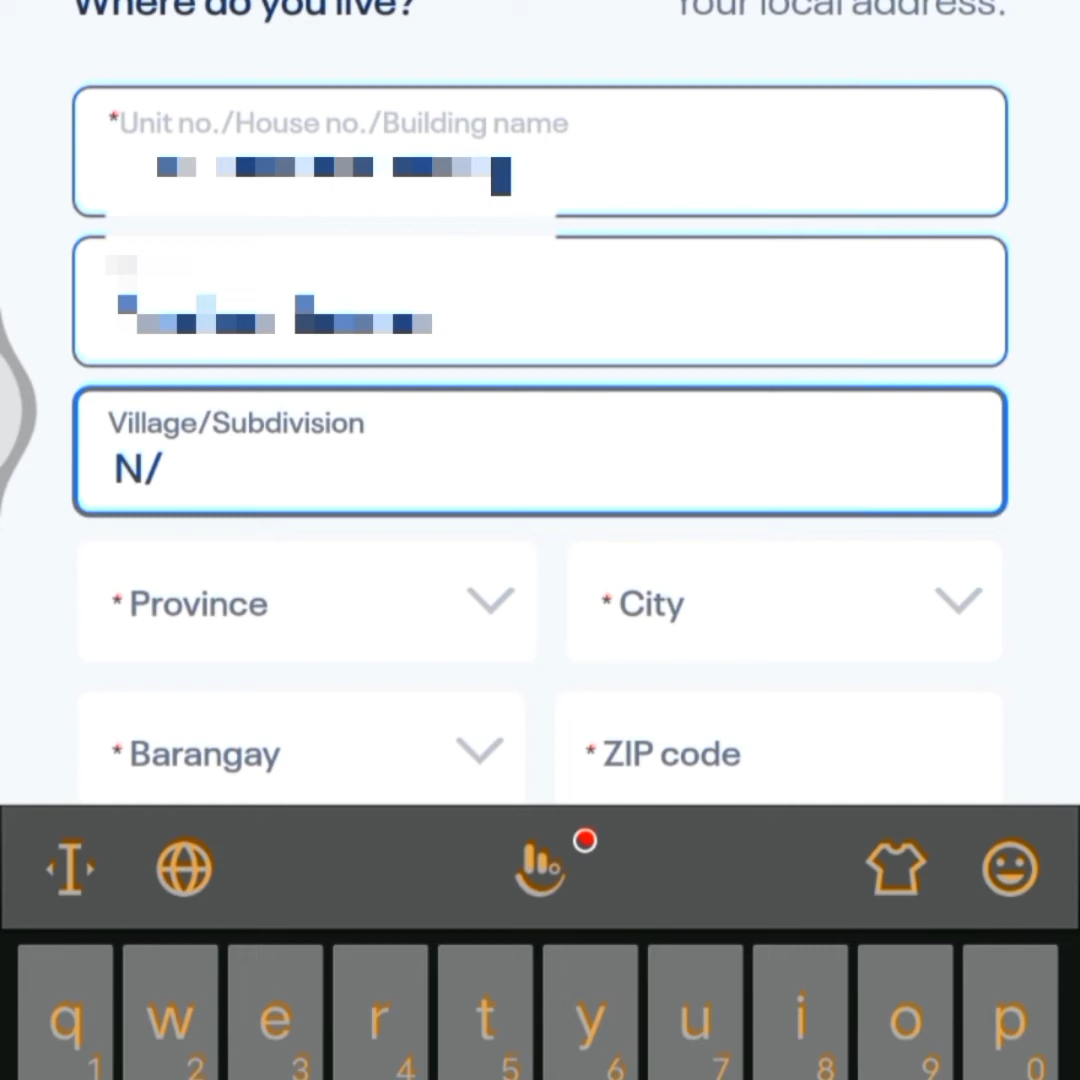 Where do you live?
Your local address.
*Unit no./House no./Building name
Village/Subdivision
N/
* Province
* City
* Barangay
* ZIP code
q w e r t y u i o p
1 2 3 4 5 6 7 8 9 0